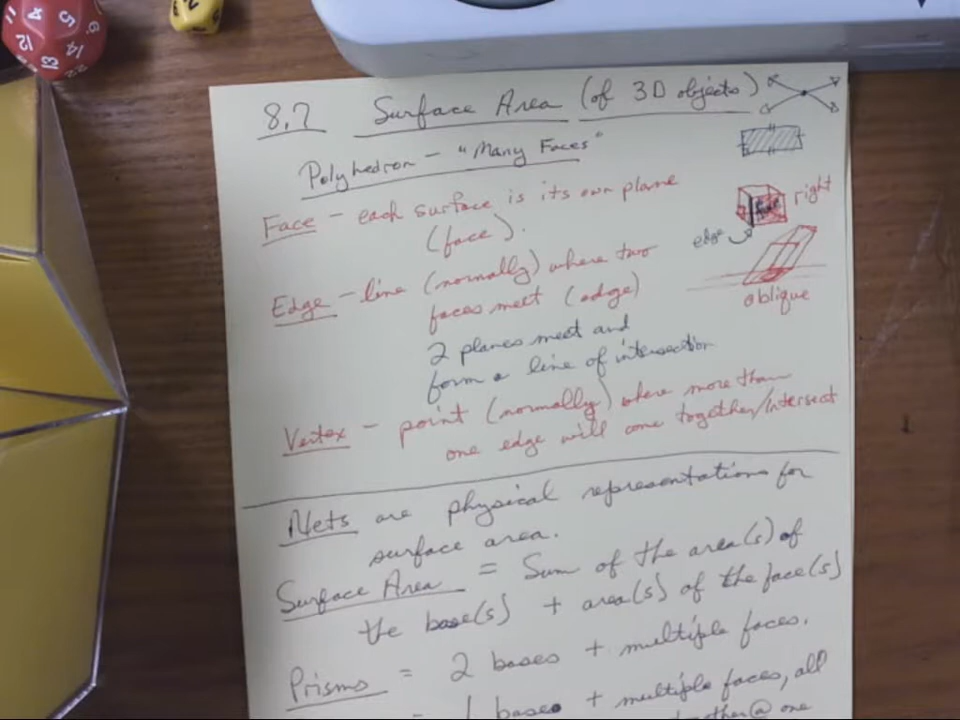 8.7 Surface Area (of 3D objects)
Polyhedron - "Many Faces"
Face - each surface is its own plane
(face).
right
edge
Edge - line (normally) where two
faces meet (edge)
oblique
2 planes meet and
form a line of intersection
Vertex - point (normally) where more than
one edge will come together/intersect
Nets are physical representations for
surface area.
Surface Area = Sum of the area(s) of
the base(s) + area(s) of the face(s)
Prisms = 2 bases + multiple faces.
= 1 base + multiple faces, all
@ one